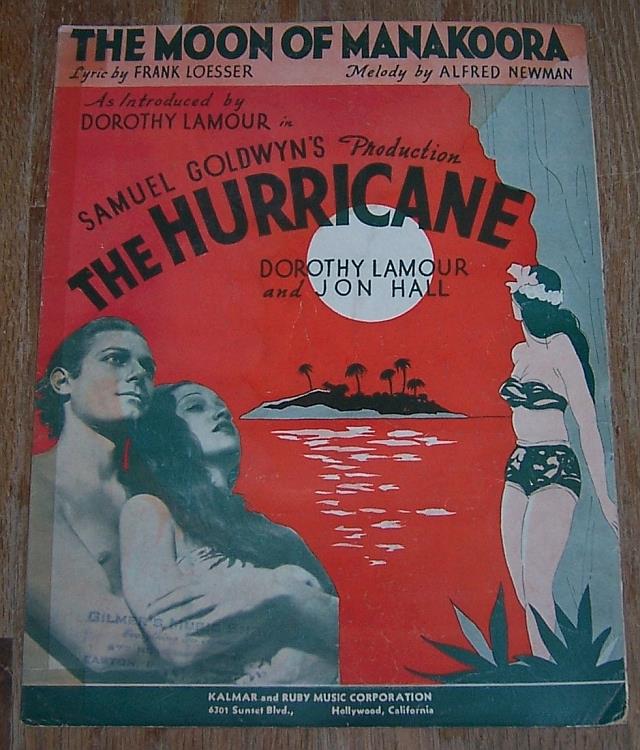 THE MOON OF MANAKOORA
Lyric by FRANK LOESSER Melody by ALFRED NEWMAN
As Introduced by
DOROTHY LAMOUR in
SAMUEL GOLDWYN'S Production
THE HURRICANE
DOROTHY LAMOUR
and JON HALL
GILMER'S MUSIC
KALMAR and RUBY MUSIC CORPORATION
6301 Sunset Blvd., Hollywood, California